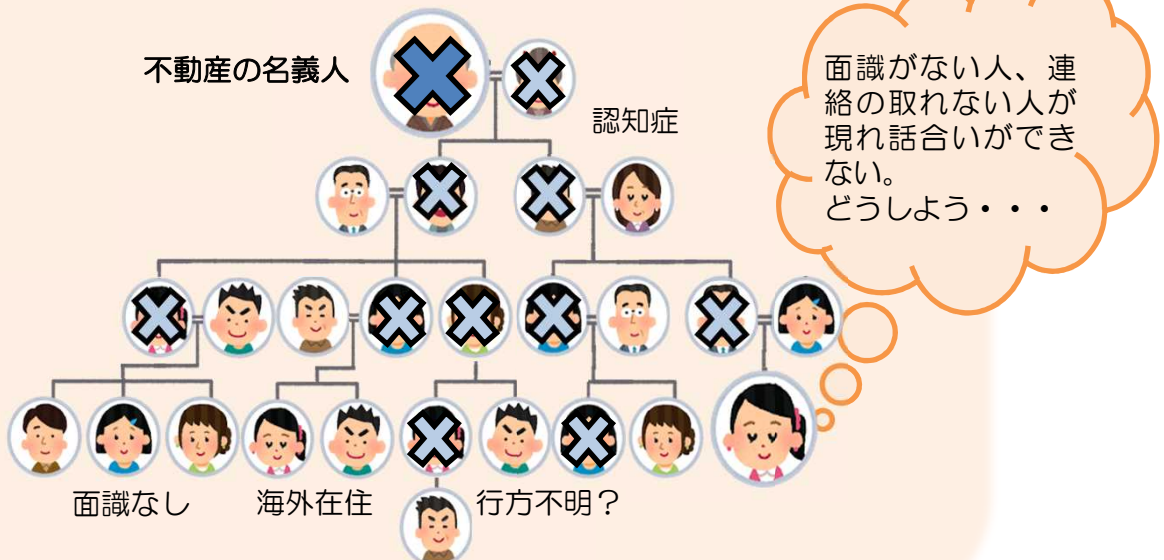 不動産の名義人
認知症
面識がない人、連
絡の取れない人が
現れ話合いができ
ない。
どうしよう・・・
面識なし
海外在住
行方不明？